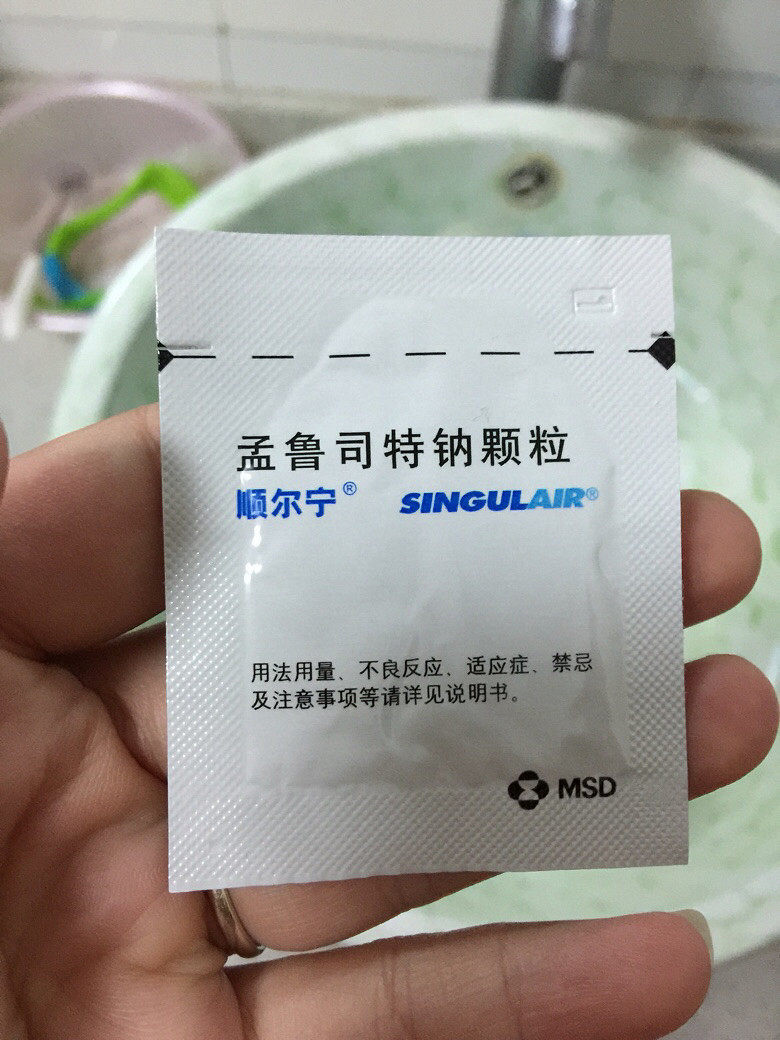 孟鲁司特钠颗粒
顺尔宁® SINGULAIR®
用法用量、不良反应、适应症、禁忌
及注意事项等请详见说明书。
MSD